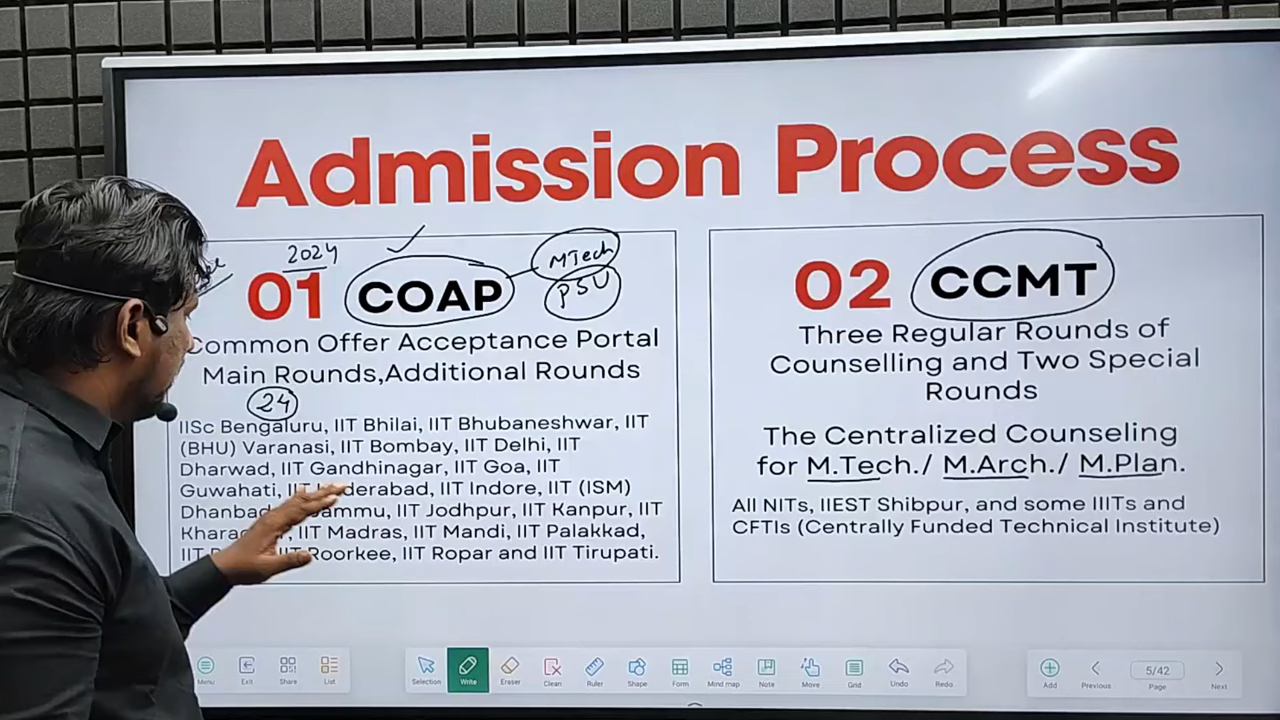 Admission Process
2024
01 COAP
MTech
PSU
Common Offer Acceptance Portal
Main Rounds,Additional Rounds
24
IISc Bengaluru, IIT Bhilai, IIT Bhubaneshwar, IIT
(BHU) Varanasi, IIT Bombay, IIT Delhi, IIT
Dharwad, IIT Gandhinagar, IIT Goa, IIT
Guwahati, IIT Hyderabad, IIT Indore, IIT (ISM)
Dhanbad, Jammu, IIT Jodhpur, IIT Kanpur, IIT
IIT Madras, IIT Mandi, IIT Palakkad,
IIT IIT Roorkee, IIT Ropar and IIT Tirupati.
02 CCMT
Three Regular Rounds of
Counselling and Two Special
Rounds
The Centralized Counseling
for M.Tech./ M.Arch./ M.Plan.
All NITs, IIEST Shibpur, and some IIITs and
CFTIs (Centrally Funded Technical Institute)
Menu Exit Share List Selection Write Eraser Clean Ruler Shape Form Mind map Note Move Grid Undo Redo Add Previous 5/42 Page Next